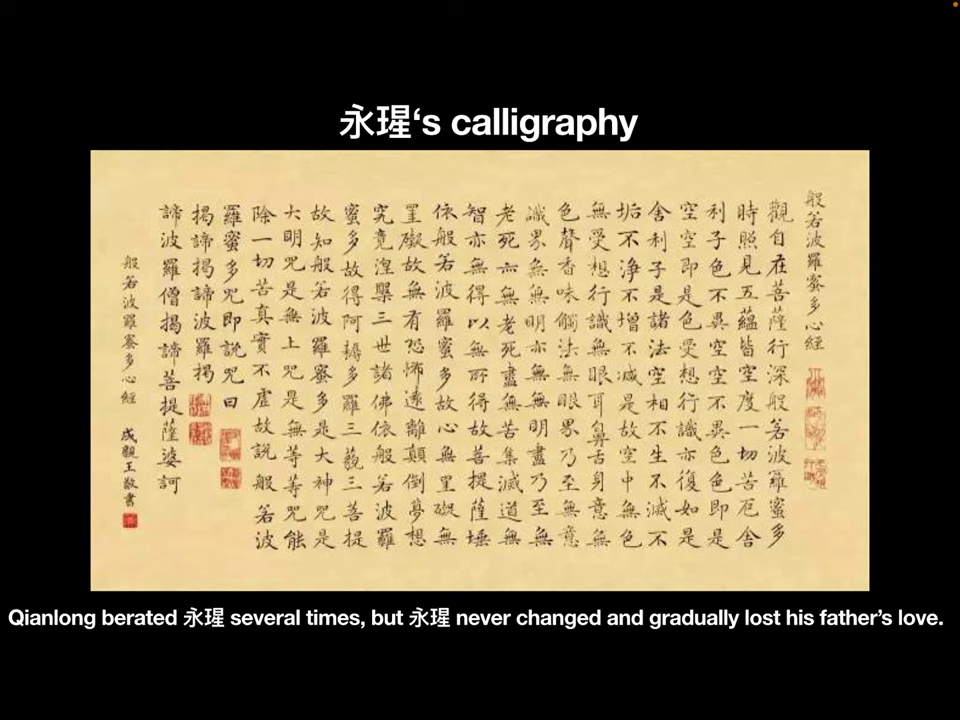 永瑆‘s calligraphy
般若波羅蜜多心經
觀自在菩薩行深般若波羅蜜多
時照見五蘊皆空度一切苦厄舍
利子色不異空空不異色色即是
空空即是色受想行識亦復如是
舍利子是諸法空相不生不滅不
垢不淨不增不減是故空中無色
無受想行識無眼耳鼻舌身意無
色聲香味觸法無眼界乃至無意
識界無無明亦無無明盡乃至無
老死亦無老死盡無苦集滅道無
智亦無得以無所得故菩提薩埵
依般若波羅蜜多故心無罣礙無
罣礙故無有恐怖遠離顛倒夢想
究竟涅槃三世諸佛依般若波羅
蜜多故得阿耨多羅三藐三菩提
故知般若波羅蜜多是大神咒是
大明咒是無上咒是無等等咒能
除一切苦真實不虛故說般若波
羅蜜多咒即說咒曰
揭諦揭諦波羅揭
諦波羅僧揭諦菩提薩婆訶
般若波羅蜜多心經
成親王敬書
Qianlong berated 永瑆 several times, but 永瑆 never changed and gradually lost his father’s love.